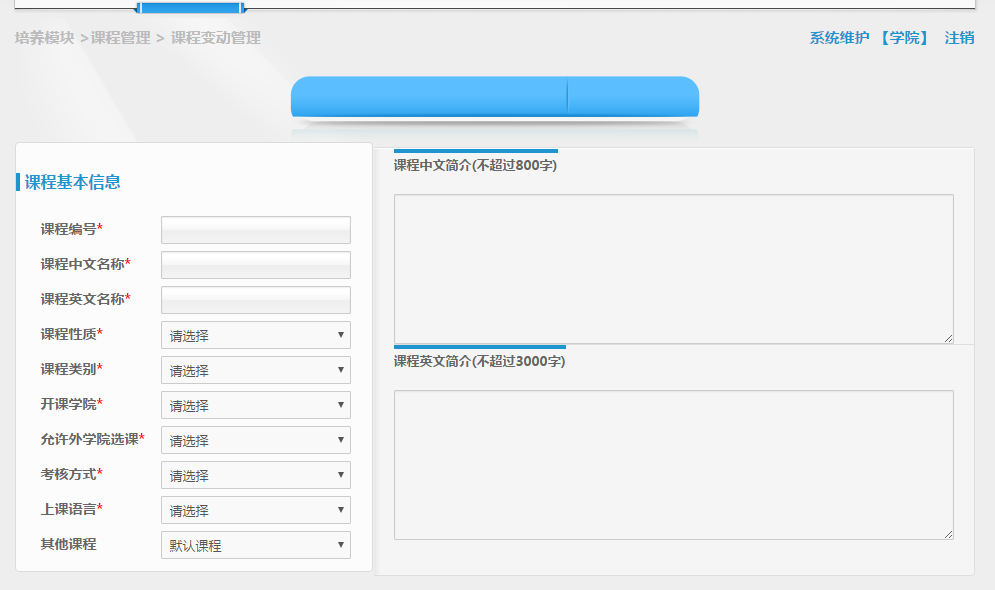 培养模块 >课程管理 > 课程变动管理
系统维护 【学院】 注销
课程基本信息
课程编号*
课程中文名称*
课程英文名称*
课程性质* 请选择
课程类别* 请选择
开课学院* 请选择
允许外学院选课* 请选择
考核方式* 请选择
上课语言* 请选择
其他课程 默认课程
课程中文简介(不超过800字)
课程英文简介(不超过3000字)